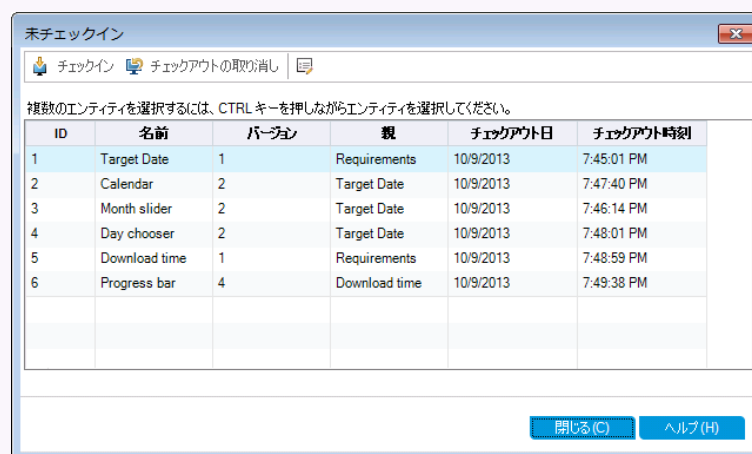 未チェックイン
チェックイン チェックアウトの取り消し
複数のエンティティを選択するには、CTRL キーを押しながらエンティティを選択してください。
ID 名前 バージョン 親 チェックアウト日 チェックアウト時刻
1 Target Date 1 Requirements 10/9/2013 7:45:01 PM
2 Calendar 2 Target Date 10/9/2013 7:47:40 PM
3 Month slider 2 Target Date 10/9/2013 7:46:14 PM
4 Day chooser 2 Target Date 10/9/2013 7:48:01 PM
5 Download time 1 Requirements 10/9/2013 7:48:59 PM
6 Progress bar 4 Download time 10/9/2013 7:49:38 PM
閉じる(C) ヘルプ(H)